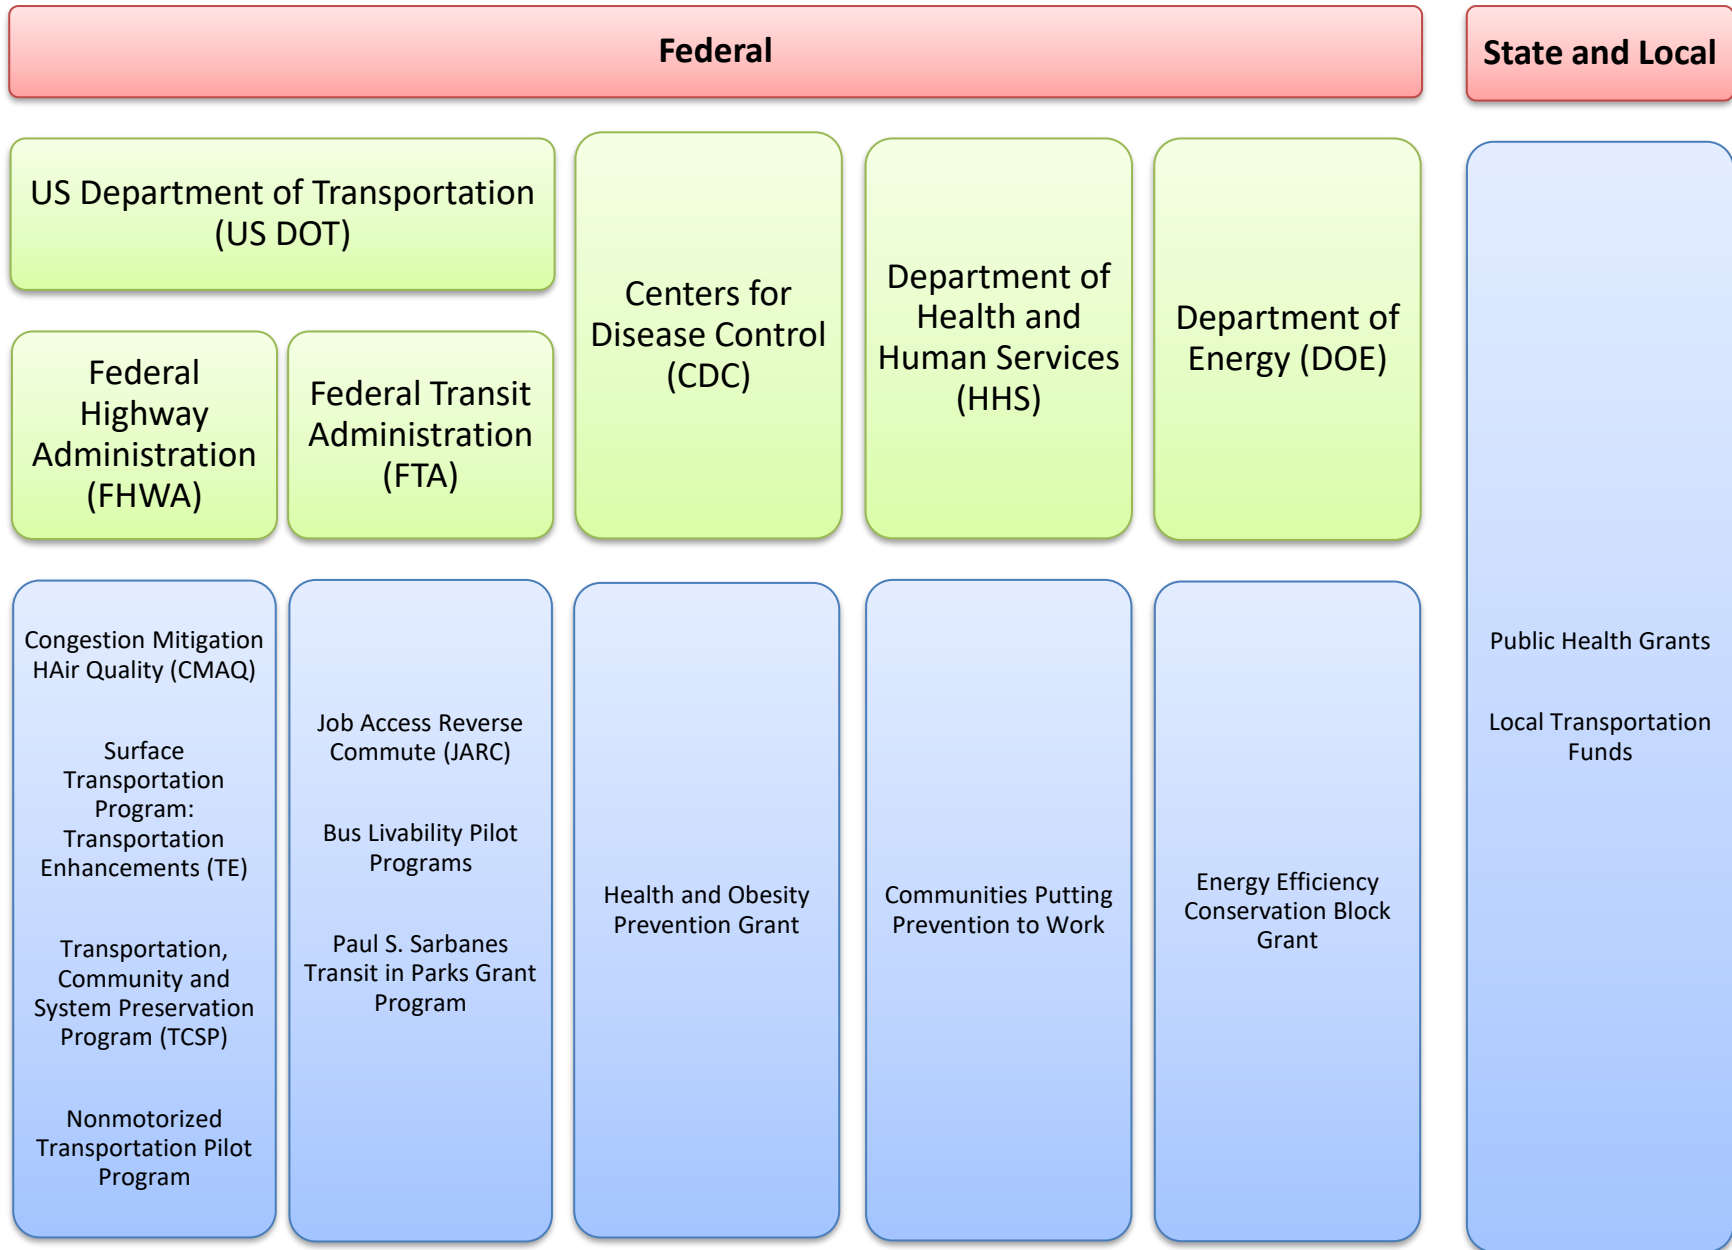 Federal
State and Local
US Department of Transportation
(US DOT)
Federal
Highway
Administration
(FHWA)
Federal Transit
Administration
(FTA)
Centers for
Disease Control
(CDC)
Department of
Health and
Human Services
(HHS)
Department of
Energy (DOE)
Congestion Mitigation
HAir Quality (CMAQ)
Surface
Transportation
Program:
Transportation
Enhancements (TE)
Transportation,
Community and
System Preservation
Program (TCSP)
Nonmotorized
Transportation Pilot
Program
Job Access Reverse
Commute (JARC)
Bus Livability Pilot
Programs
Paul S. Sarbanes
Transit in Parks Grant
Program
Health and Obesity
Prevention Grant
Communities Putting
Prevention to Work
Energy Efficiency
Conservation Block
Grant
Public Health Grants
Local Transportation
Funds